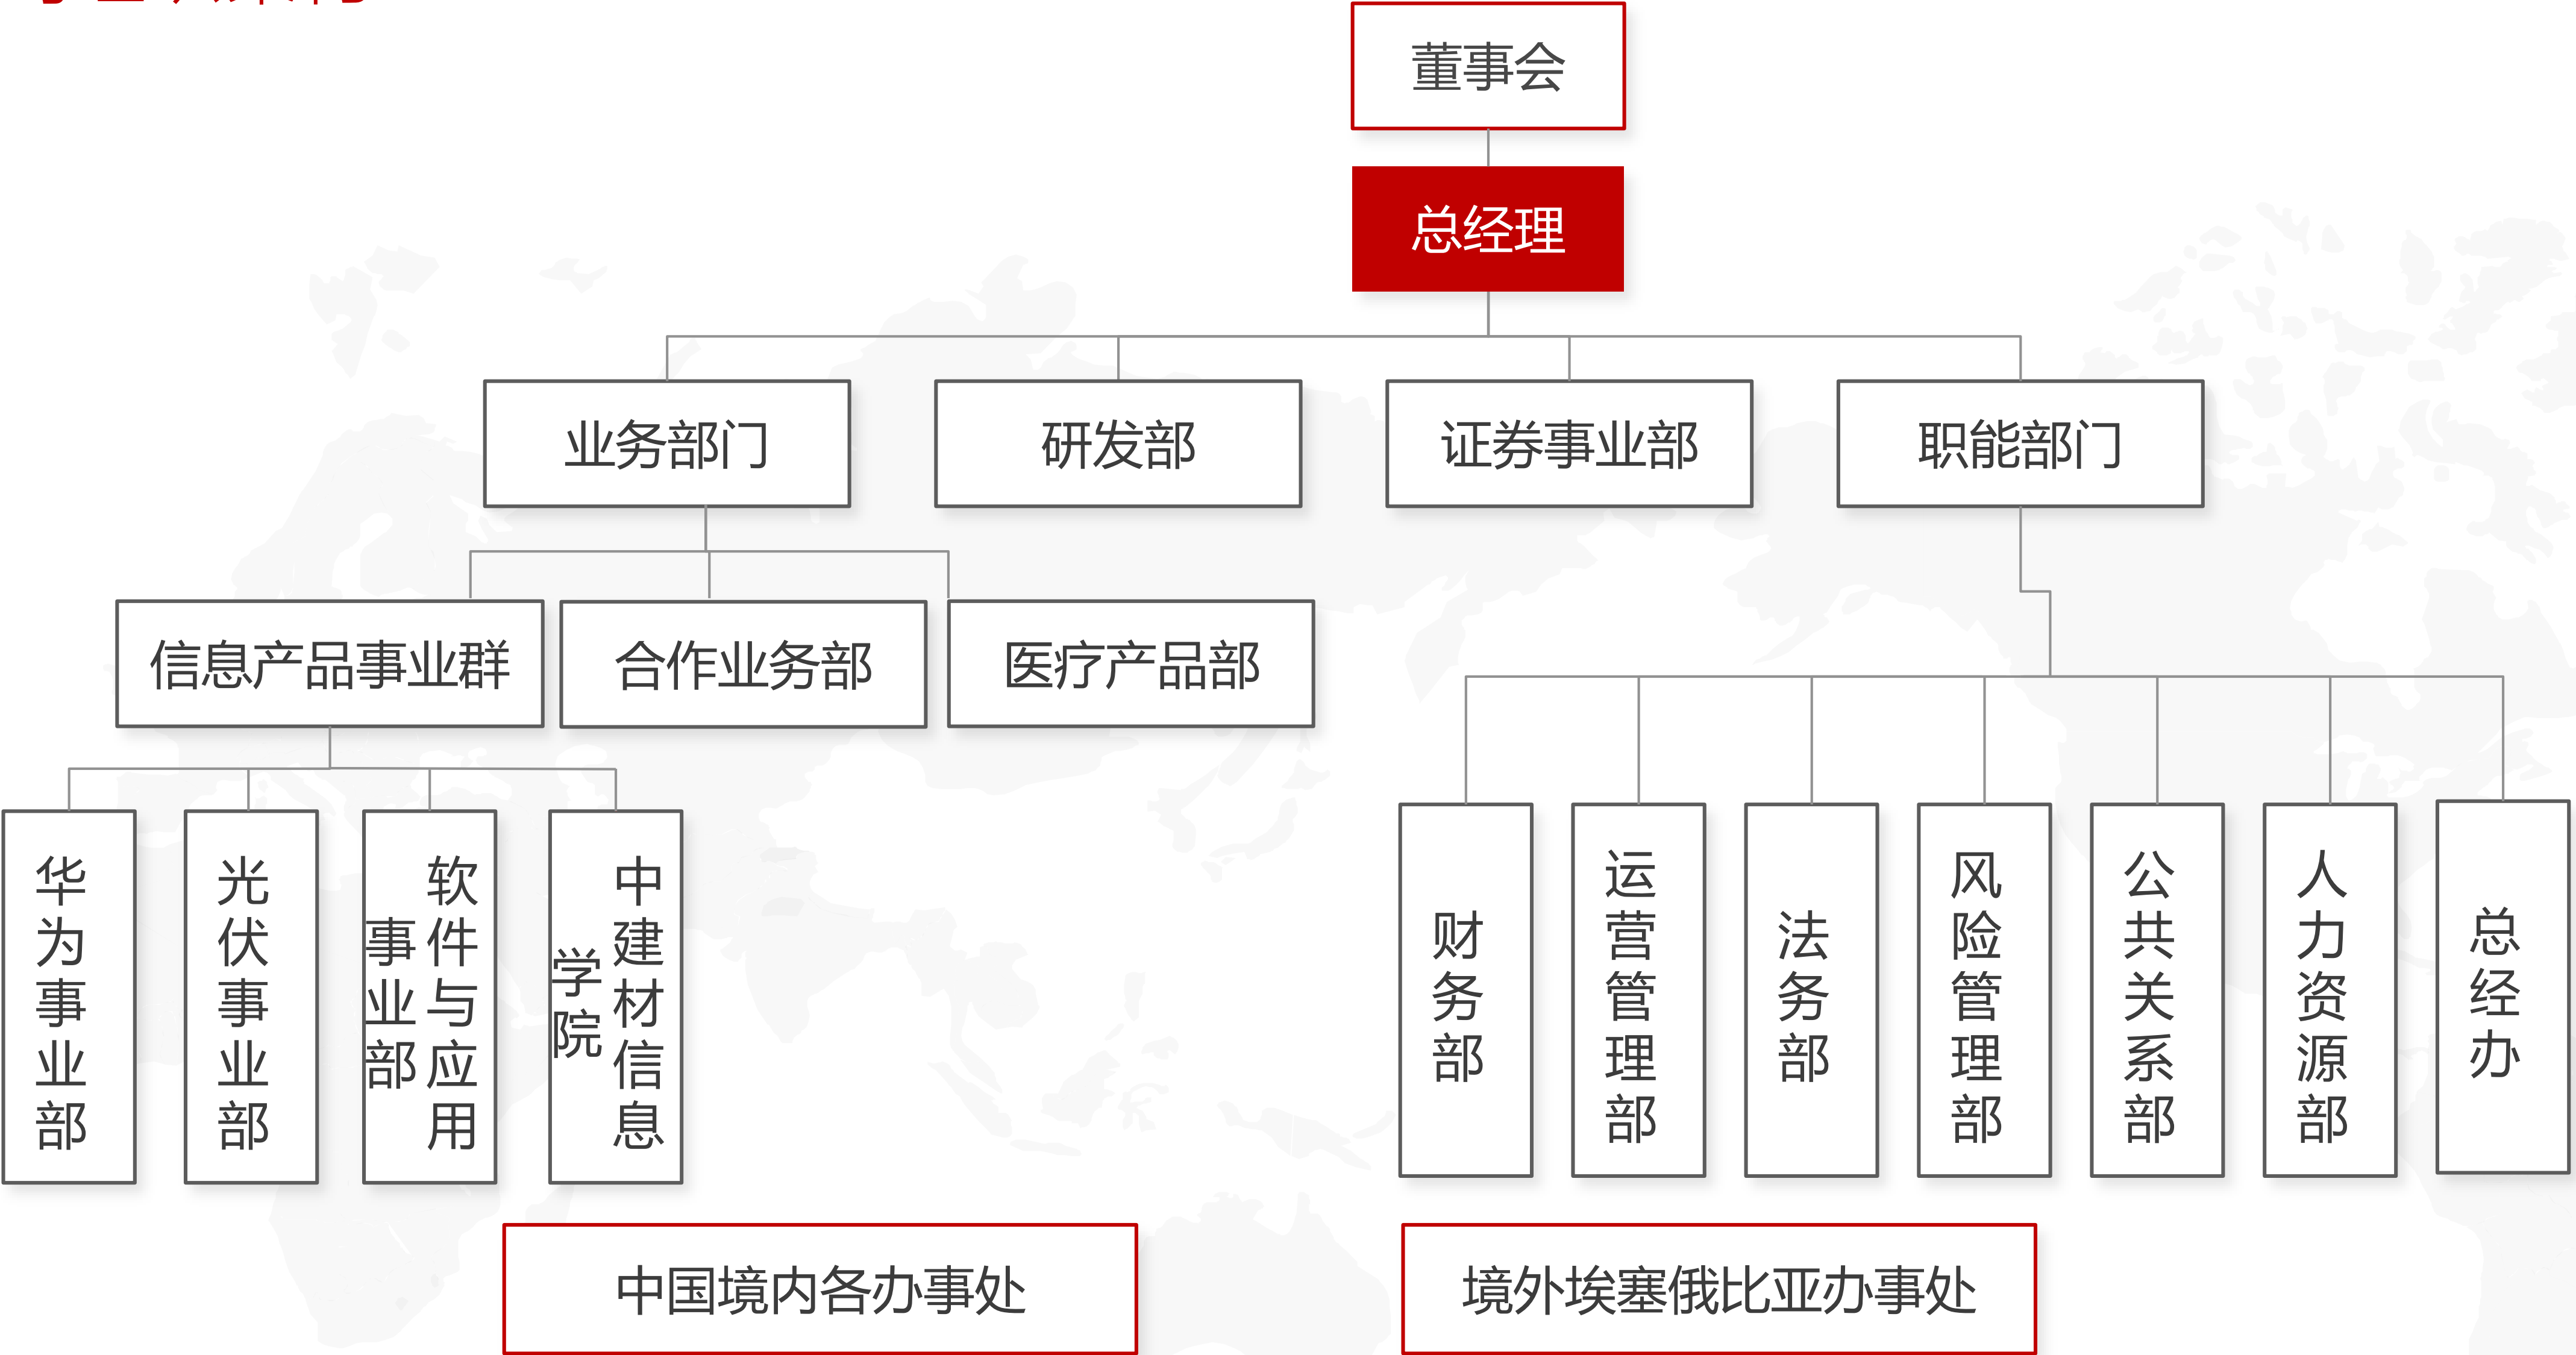 董事会
总经理
业务部门
研发部
证券事业部
职能部门
信息产品事业群
合作业务部
医疗产品部
华为事业部
光伏事业部
软件与应用
事业部
中建材信息
学院
财务部
运营管理部
法务部
风险管理部
公共关系部
人力资源部
总经办
中国境内各办事处
境外埃塞俄比亚办事处